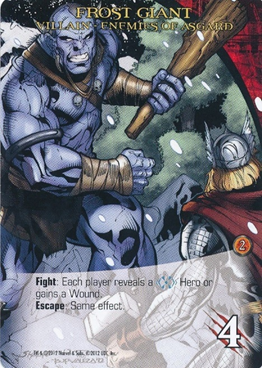 FROST GIANT
VILLAIN - ENEMIES OF ASGARD
2
Fight: Each player reveals a Hero or
gains a Wound.
Escape: Same effect.
4